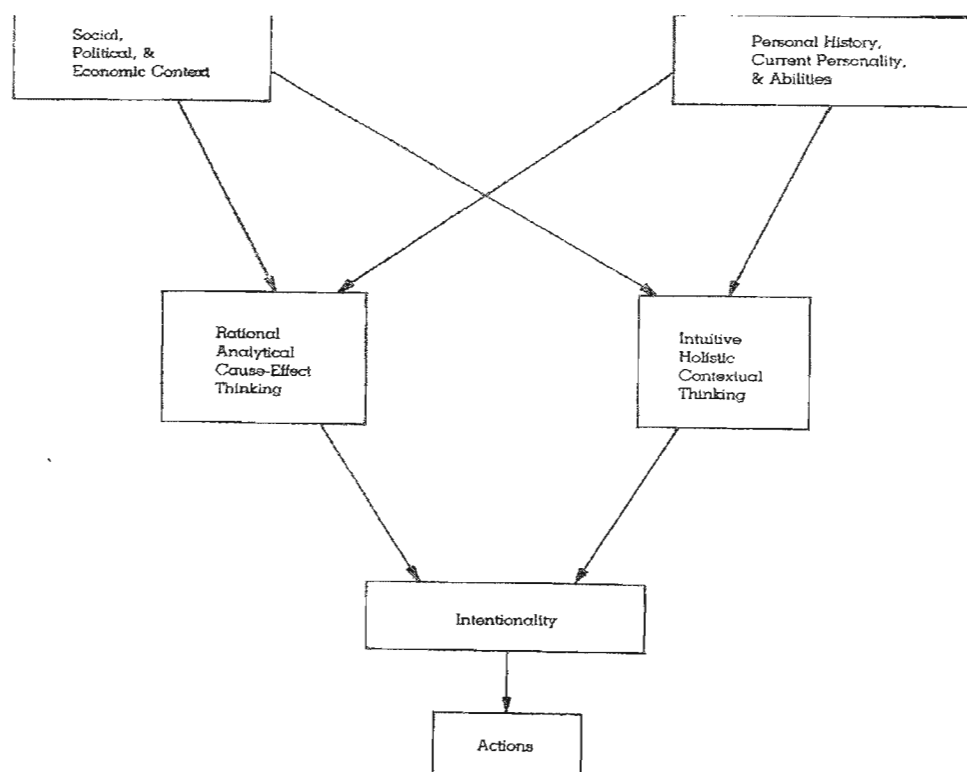 Social,
Political, &
Economic Context
Personal History,
Current Personality,
& Abilities
Rational
Analytical
Cause-Effect
Thinking
Intuitive
Holistic
Contextual
Thinking
Intentionality
Actions